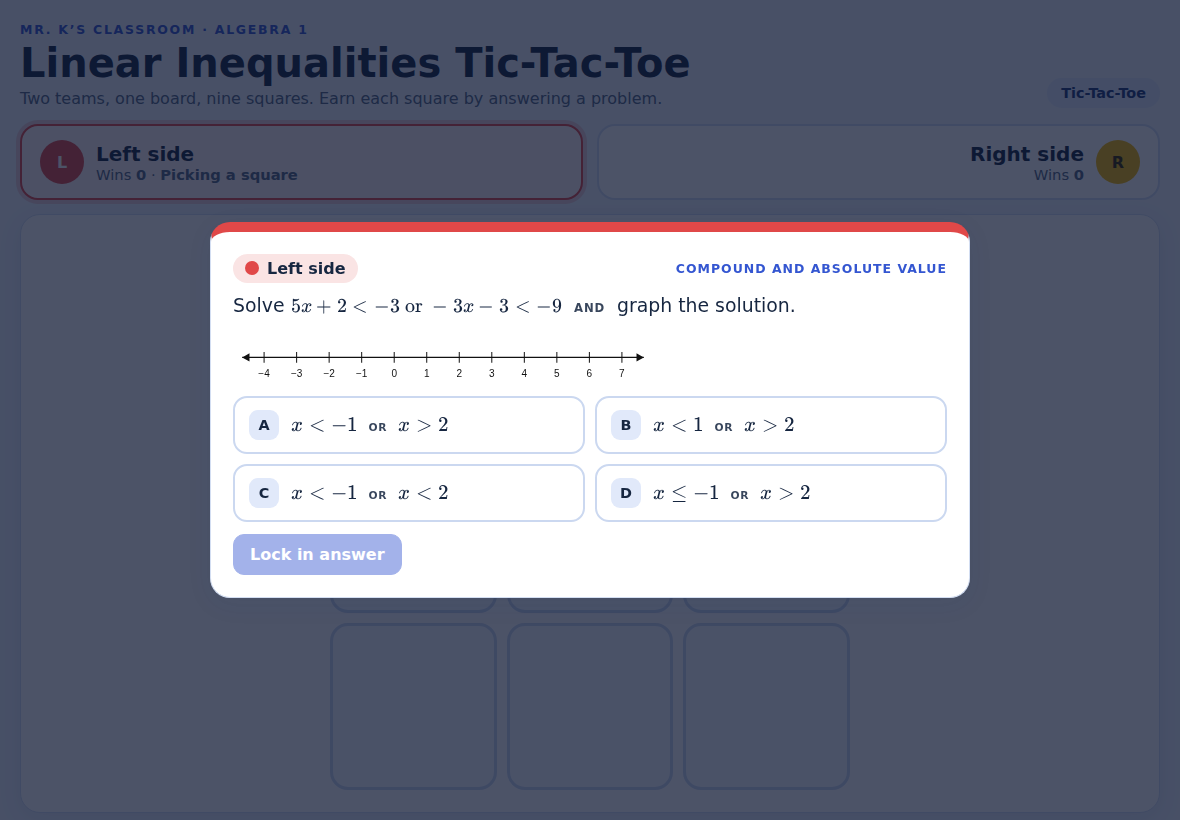 MR. K’S CLASSROOM · ALGEBRA 1
Linear Inequalities Tic-Tac-Toe
Two teams, one board, nine squares. Earn each square by answering a problem.
Tic-Tac-Toe
L
Left side
Wins 0 · Picking a square
Right side
Wins 0
R
Left side
COMPOUND AND ABSOLUTE VALUE
Solve 5x + 2 < −3 or − 3x − 3 < −9 AND graph the solution.
−4 −3 −2 −1 0 1 2 3 4 5 6 7
A x < −1 OR x > 2
B x < 1 OR x > 2
C x < −1 OR x < 2
D x ≤ −1 OR x > 2
Lock in answer